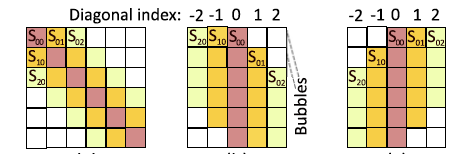 Diagonal index: -2 -1 0 1 2 -2 -1 0 1 2
S00 S01 S02 S20 S10 S00 S00 S01 S02
S10 S01 S10
S20 S02 S20
Bubbles